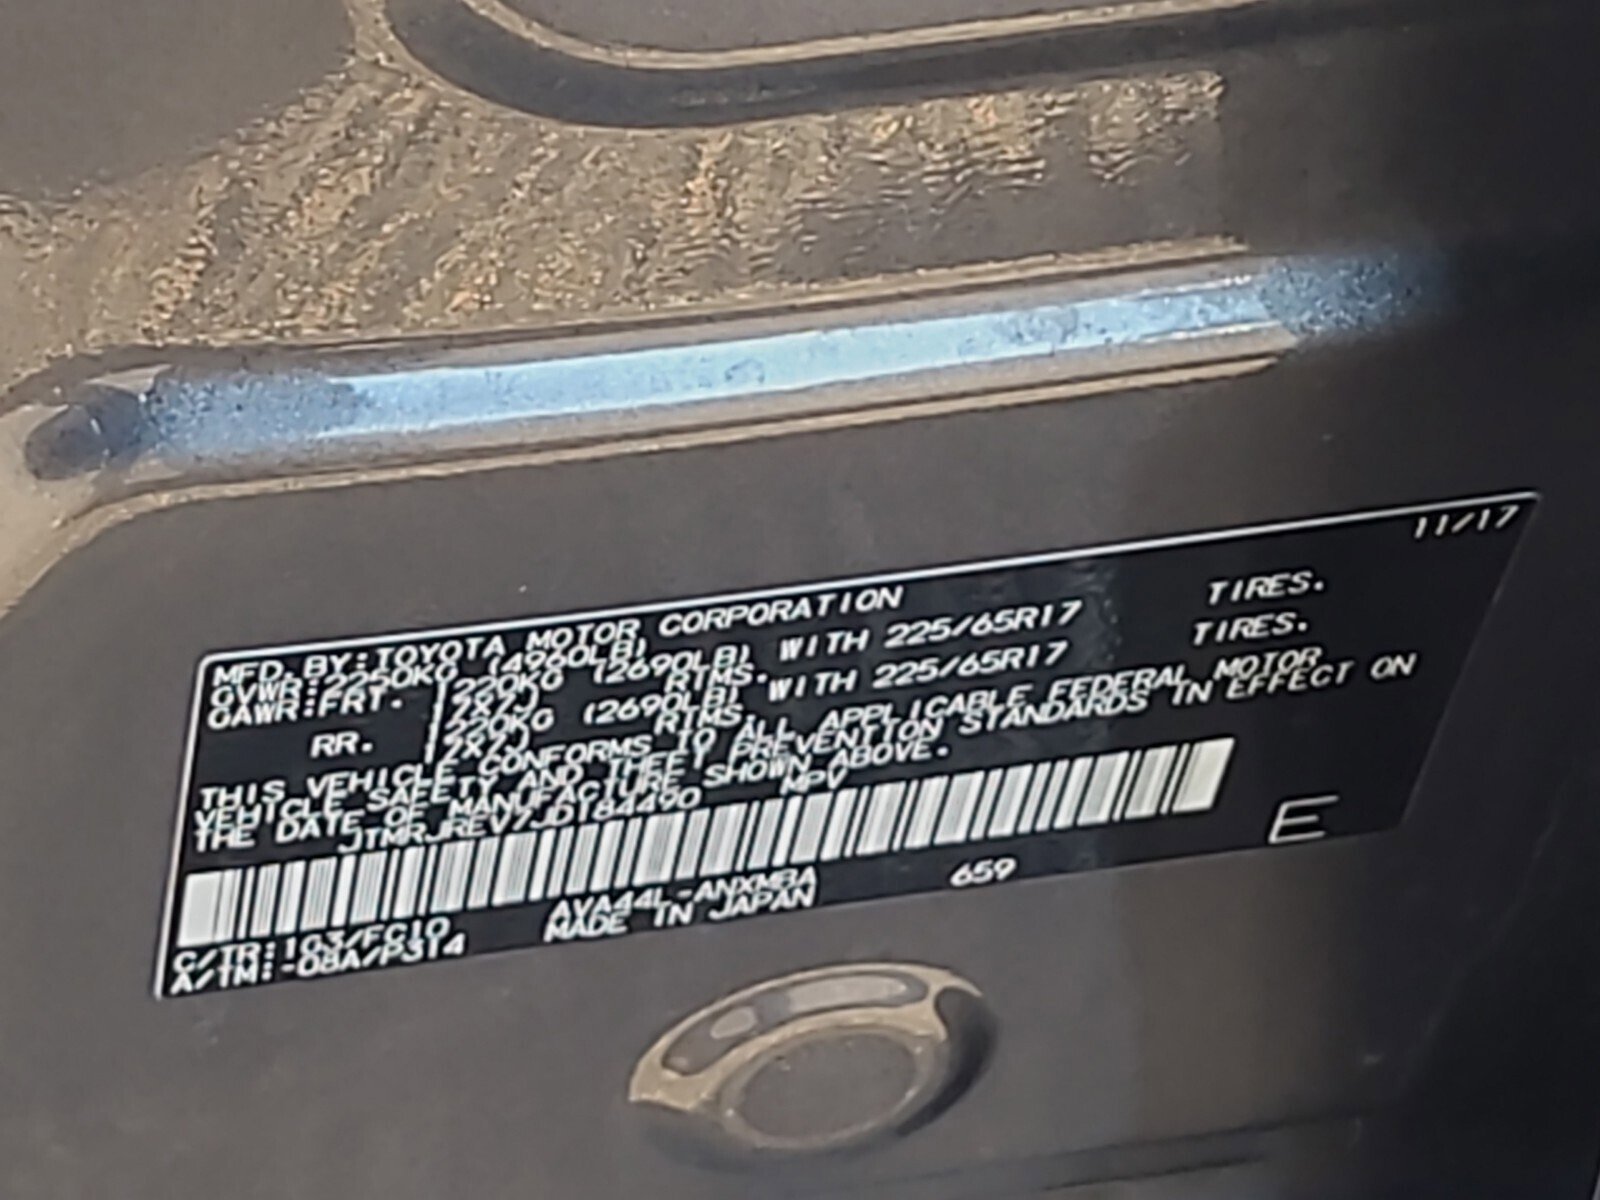 11/17
MFD. BY: TOYOTA MOTOR CORPORATION
GVWR: 2250KG (4960LB)
GAWR: FRT. 1220KG (2690LB) WITH 225/65R17 TIRES.
17X7J RIMS.
RR. 1220KG (2690LB) WITH 225/65R17 TIRES.
17X7J RIMS.
THIS VEHICLE CONFORMS TO ALL APPLICABLE FEDERAL MOTOR
VEHICLE SAFETY AND THEFT PREVENTION STANDARDS IN EFFECT ON
THE DATE OF MANUFACTURE SHOWN ABOVE.
JTMRJREV7JD184490 MPV
E
C/TR: 103/FC10 AVA44L-ANXMBA 659
A/TM: -08A/P314 MADE IN JAPAN